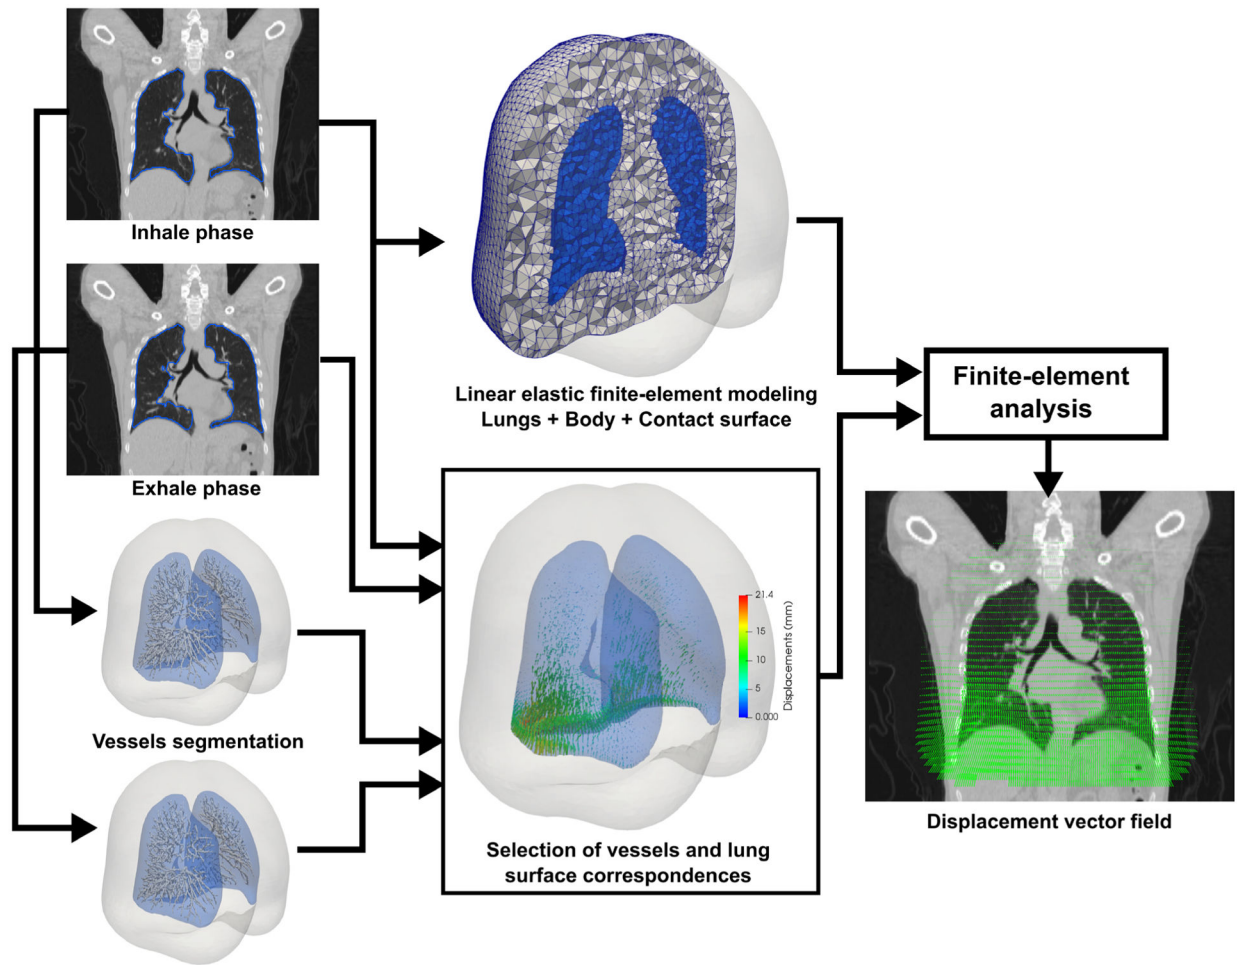 Inhale phase
Exhale phase
Vessels segmentation
Linear elastic finite-element modeling
Lungs + Body + Contact surface
21.4
15
10
5
0.000
Displacements (mm)
Selection of vessels and lung
surface correspondences
Finite-element
analysis
Displacement vector field